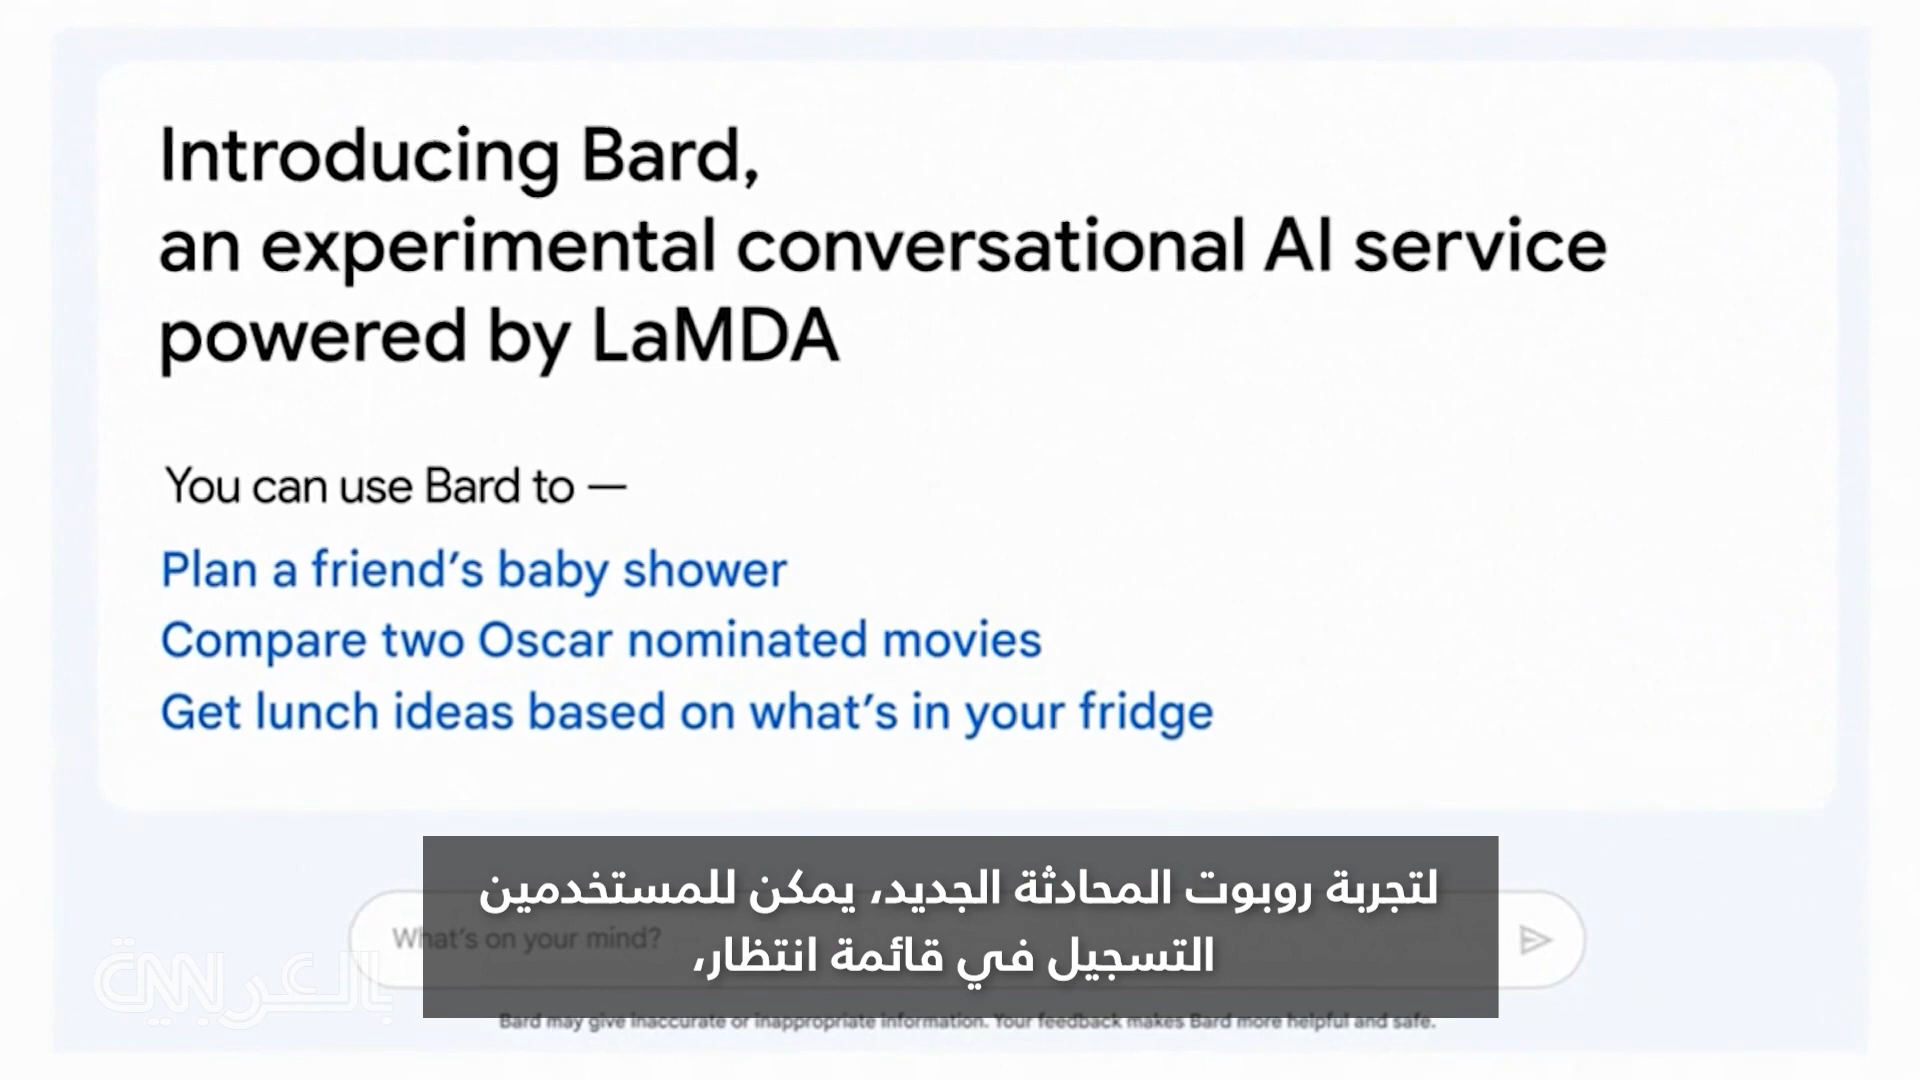 Introducing Bard,
an experimental conversational AI service
powered by LaMDA
You can use Bard to —
Plan a friend’s baby shower
Compare two Oscar nominated movies
Get lunch ideas based on what’s in your fridge
لتجربة روبوت المحادثة الجديد، يمكن للمستخدمين
التسجيل في قائمة انتظار،
What’s on your mind?
CNN بالعربية
Bard may give inaccurate or inappropriate information. Your feedback makes Bard more helpful and safe.